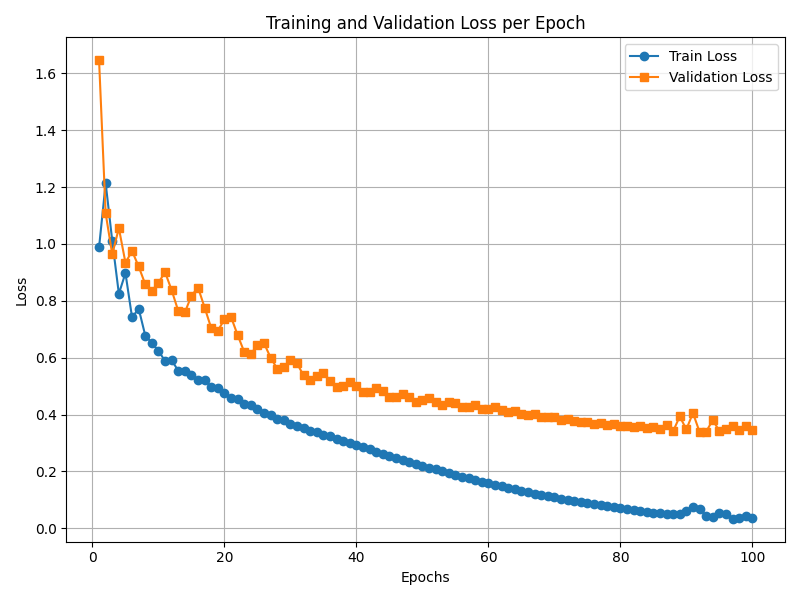 Training and Validation Loss per Epoch
Train Loss
Validation Loss
1.6
1.4
1.2
1.0
0.8
0.6
0.4
0.2
0.0
Loss
0 20 40 60 80 100
Epochs